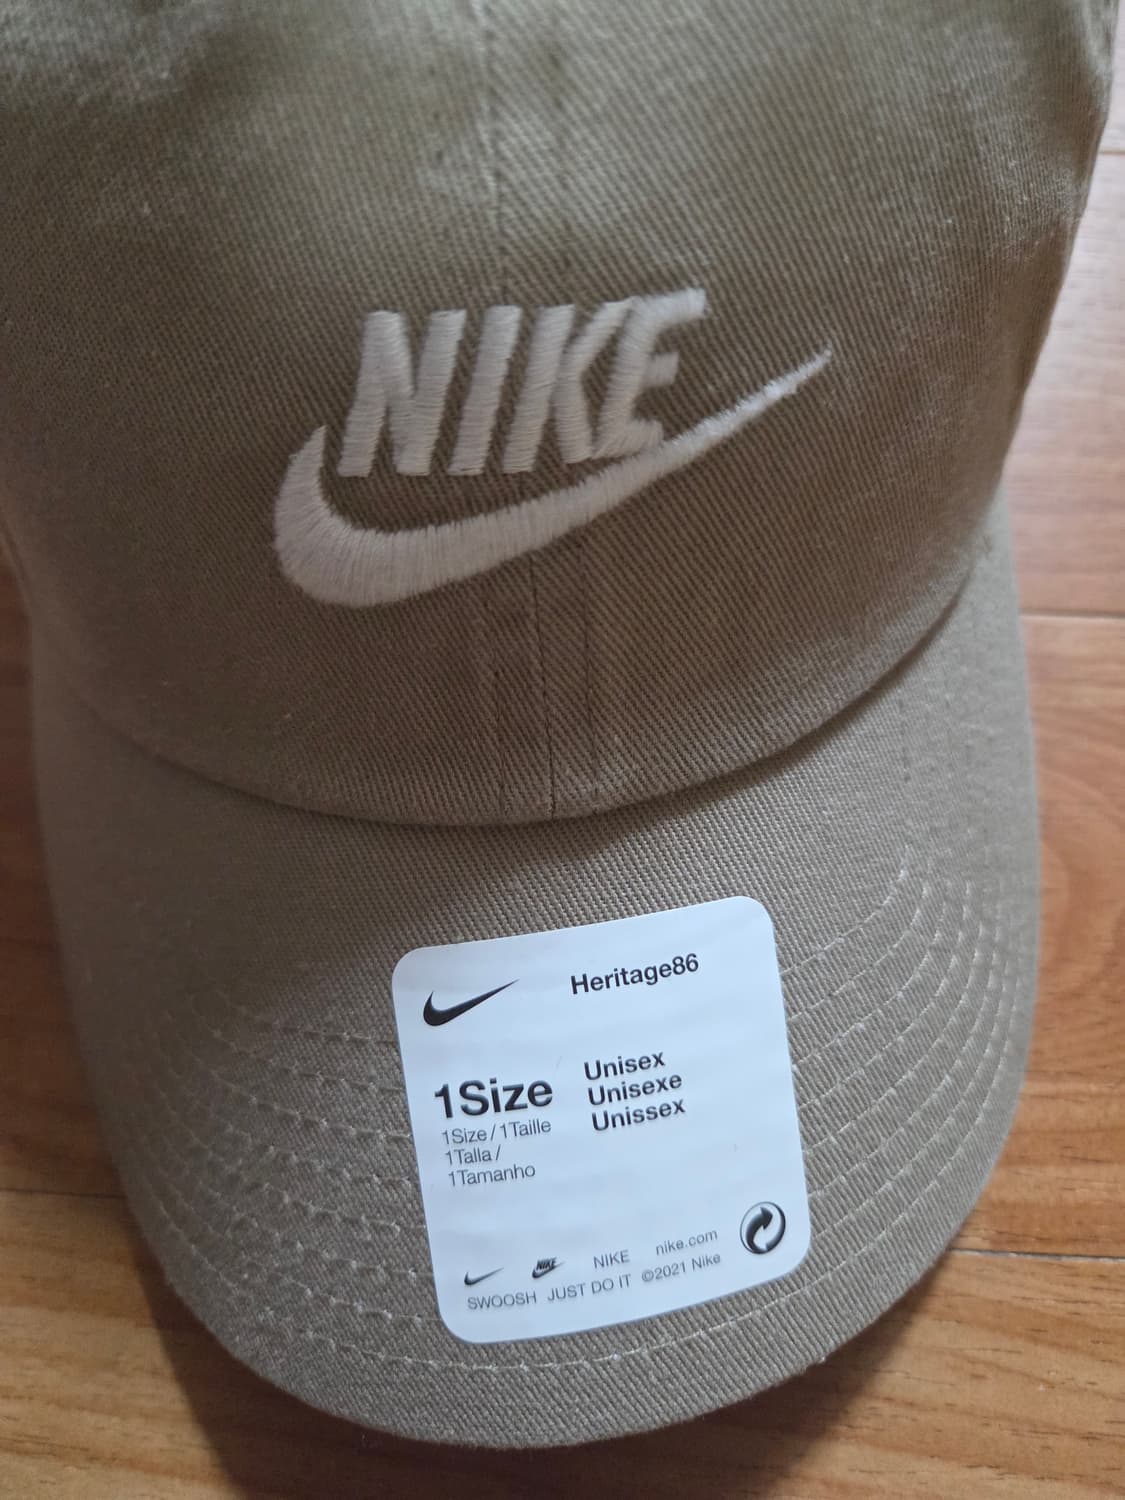 NIKE
Heritage86
1Size
1Size / 1Taille
1Talla /
1Tamanho
Unisex
Unisexe
Unissex
NIKE NIKE nike.com
SWOOSH JUST DO IT ©2021 Nike